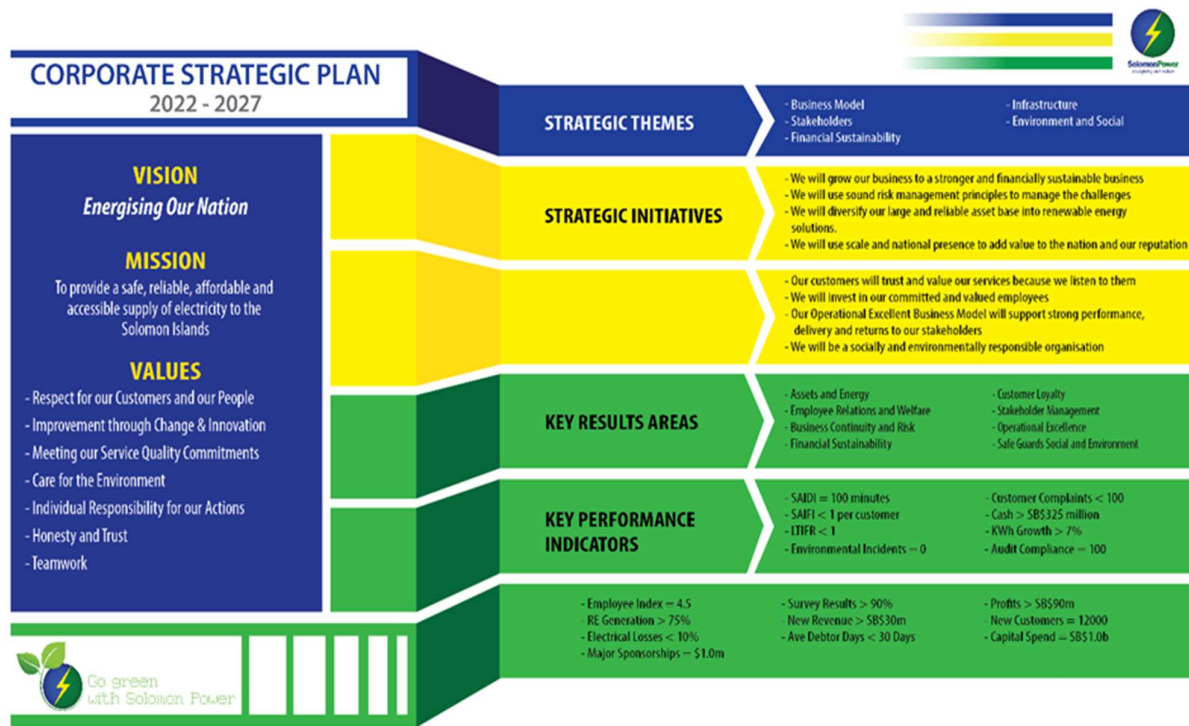 SolomonPower
CORPORATE STRATEGIC PLAN
2022 - 2027
VISION
Energising Our Nation
MISSION
To provide a safe, reliable, affordable and
accessible supply of electricity to the
Solomon Islands
VALUES
- Respect for our Customers and our People
- Improvement through Change & Innovation
- Meeting our Service Quality Commitments
- Care for the Environment
- Individual Responsibility for our Actions
- Honesty and Trust
- Teamwork
Go green
with Solomon Power
STRATEGIC THEMES
- Business Model
- Stakeholders
- Financial Sustainability
- Infrastructure
- Environment and Social
STRATEGIC INITIATIVES
- We will grow our business to a stronger and financially sustainable business
- We will use sound risk management principles to manage the challenges
- We will diversify our large and reliable asset base into renewable energy
solutions.
- We will use scale and national presence to add value to the nation and our reputation
- Our customers will trust and value our services because we listen to them
- We will invest in our committed and valued employees
- Our Operational Excellent Business Model will support strong performance,
delivery and returns to our stakeholders
- We will be a socially and environmentally responsible organisation
KEY RESULTS AREAS
- Assets and Energy
- Employee Relations and Welfare
- Business Continuity and Risk
- Financial Sustainability
- Customer Loyalty
- Stakeholder Management
- Operational Excellence
- Safe Guards Social and Environment
KEY PERFORMANCE
INDICATORS
- SAIDI = 100 minutes
- SAIFI < 1 per customer
- LTIFR < 1
- Environmental Incidents = 0
- Customer Complaints < 100
- Cash > SB$325 million
- KWh Growth > 7%
- Audit Compliance = 100
- Employee Index = 4.5
- RE Generation > 75%
- Electrical Losses < 10%
- Major Sponsorships = $1.0m
- Survey Results > 90%
- New Revenue > SB$30m
- Ave Debtor Days < 30 Days
- Profits > SB$90m
- New Customers = 12000
- Capital Spend = SB$1.0b